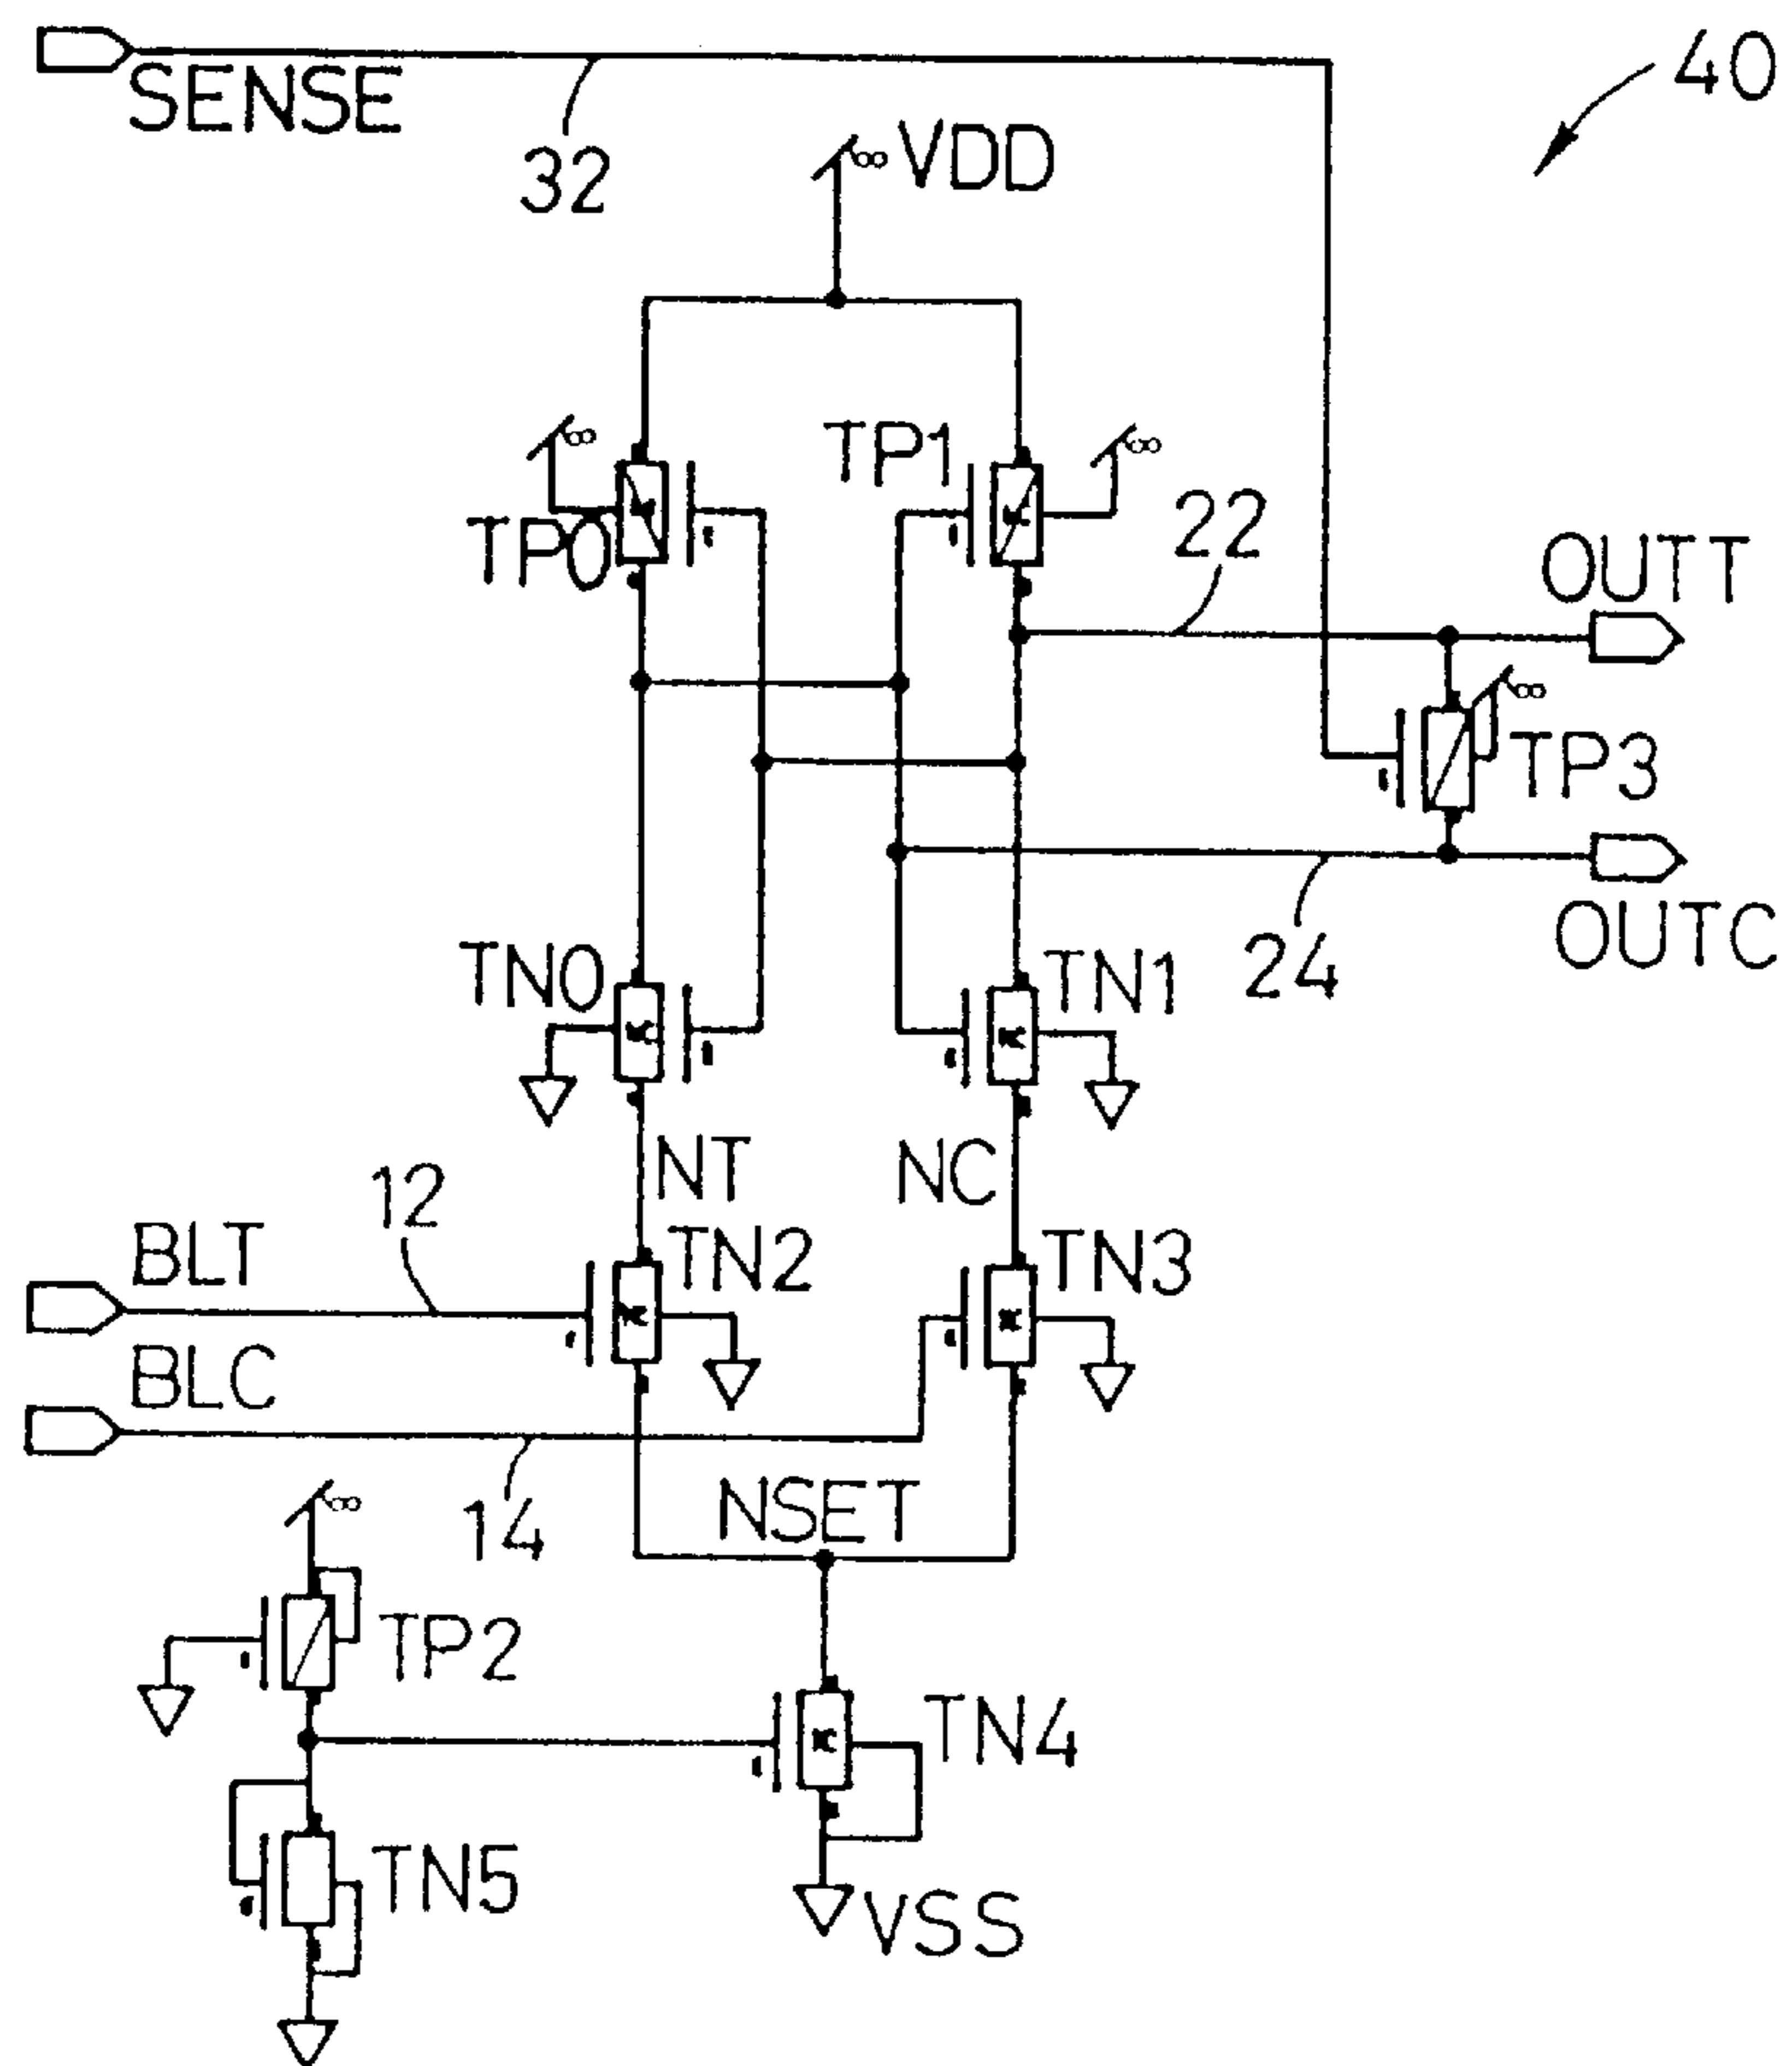 SENSE
40
32
VDD
TP1
TP0
22
OUTT
TP3
24
OUTC
TN0
TN1
NT
NC
12
BLT
TN2
TN3
BLC
14
NSET
TP2
TN4
TN5
VSS